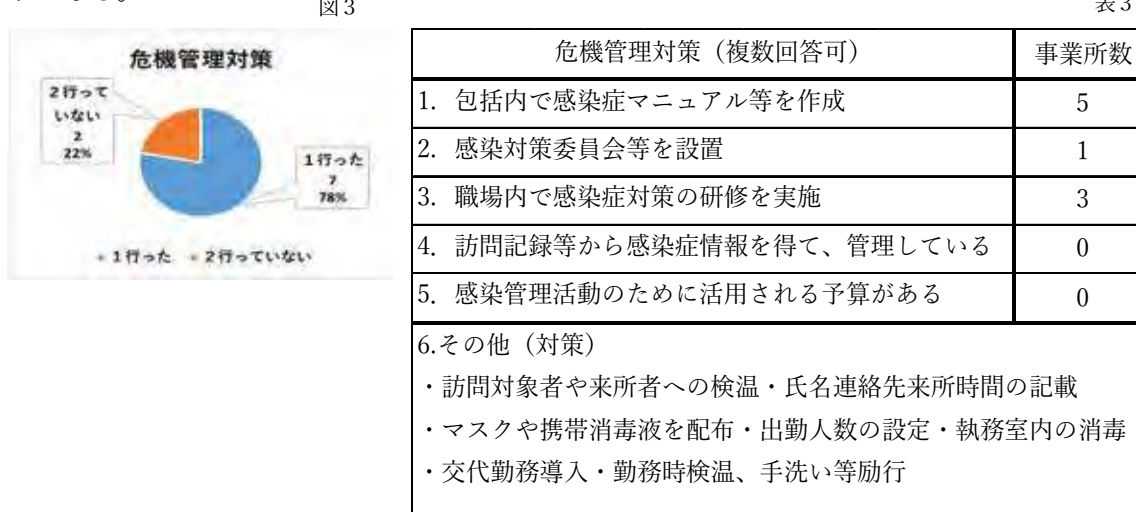 図3
危機管理対策
2行って
いない
2
22%
1行った
7
78%
1行った 2行っていない
表3
危機管理対策（複数回答可） 事業所数
1. 包括内で感染症マニュアル等を作成 5
2. 感染対策委員会等を設置 1
3. 職場内で感染症対策の研修を実施 3
4. 訪問記録等から感染症情報を得て、管理している 0
5. 感染管理活動のために活用される予算がある 0
6.その他（対策）
・訪問対象者や来所者への検温・氏名連絡先来所時間の記載
・マスクや携帯消毒液を配布・出勤人数の設定・執務室内の消毒
・交代勤務導入・勤務時検温、手洗い等励行